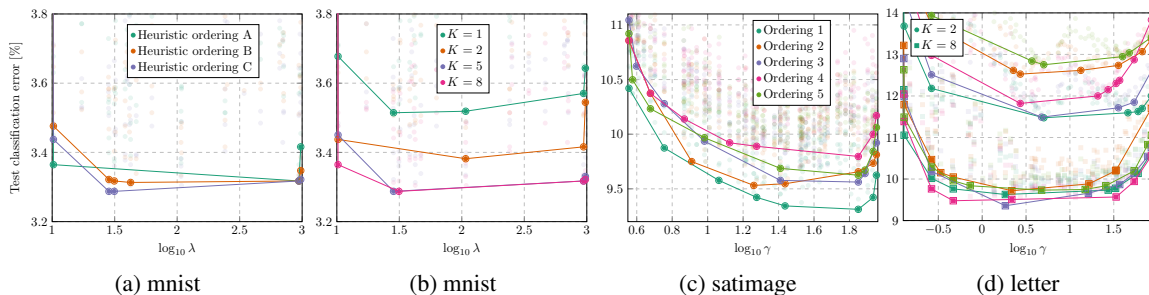 Test classification error [%]
3.8
3.6
3.4
3.2
1
1.5
2
2.5
3
log₁₀ λ
Heuristic ordering A
Heuristic ordering B
Heuristic ordering C
(a) mnist
3.8
3.6
3.4
3.2
1
1.5
2
2.5
3
log₁₀ λ
K = 1
K = 2
K = 5
K = 8
(b) mnist
11
10.5
10
9.5
0.6
0.8
1
1.2
1.4
1.6
1.8
log₁₀ γ
Ordering 1
Ordering 2
Ordering 3
Ordering 4
Ordering 5
(c) satimage
14
13
12
11
10
9
−0.5
0
0.5
1
1.5
log₁₀ γ
K = 2
K = 8
(d) letter